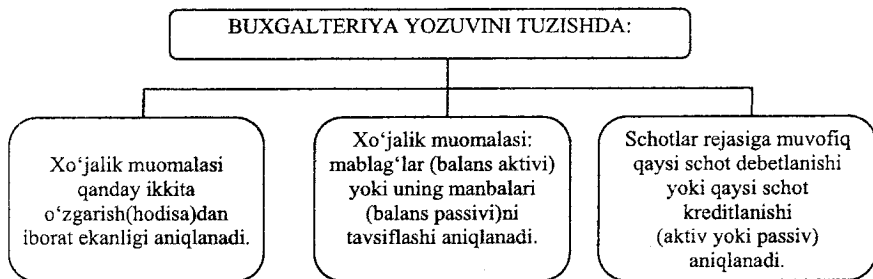 BUXGALTERIYA YOZUVINI TUZISHDA:
Xo‘jalik muomalasi
qanday ikkita
o‘zgarish(hodisa)dan
iborat ekanligi aniqlanadi.
Xo‘jalik muomalasi:
mablag‘lar (balans aktivi)
yoki uning manbalari
(balans passivi)ni
tavsiflashi aniqlanadi.
Schotlar rejasiga muvofiq
qaysi schot debetlanishi
yoki qaysi schot
kreditlanishi
(aktiv yoki passiv)
aniqlanadi.